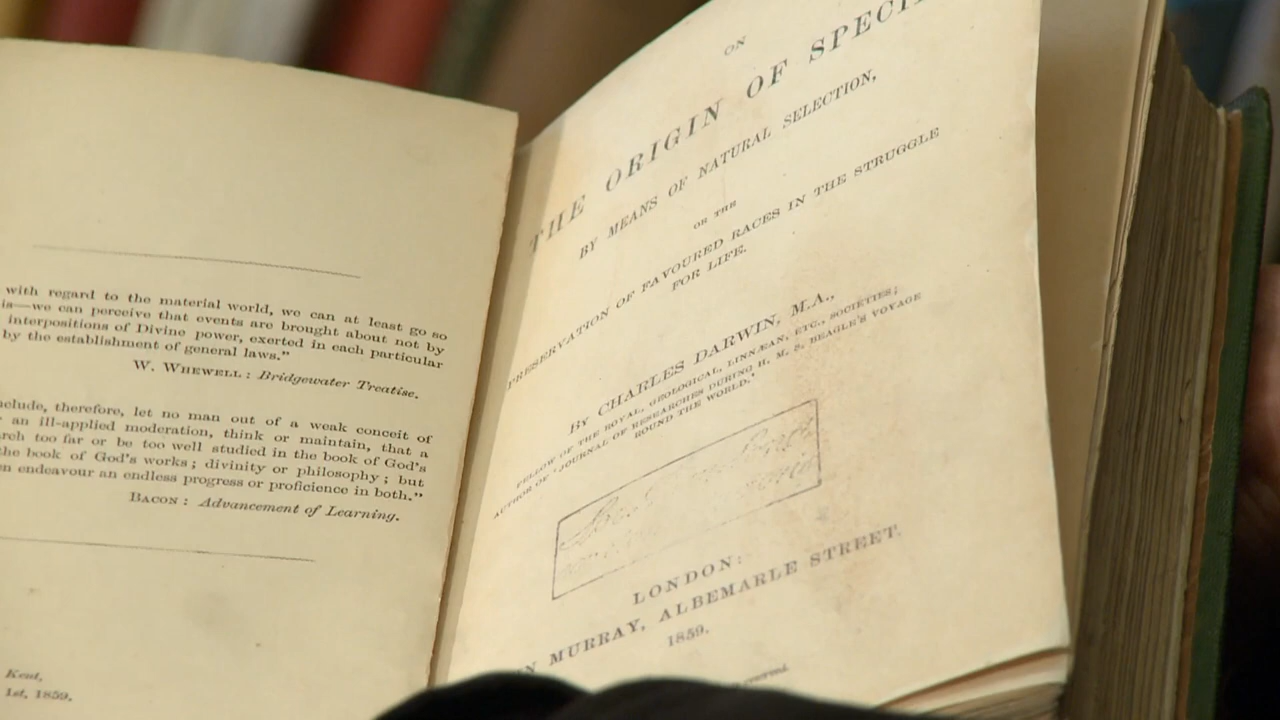 with regard to the material world, we can at least go so
is—we can perceive that events are brought about not by
interpositions of Divine power, exerted in each particular
by the establishment of general laws."
W. WHEWELL: Bridgewater Treatise.
nclude, therefore, let no man out of a weak conceit of
an ill-applied moderation, think or maintain, that a
rch too far or be too well studied in the book of God's
the book of God's works; divinity or philosophy; but
en endeavour an endless progress or proficience in both."
BACON: Advancement of Learning.
Kent,
1st, 1859.
ON
THE ORIGIN OF SPECI
BY MEANS OF NATURAL SELECTION,
OR THE
PRESERVATION OF FAVOURED RACES IN THE STRUGGLE
FOR LIFE.
BY CHARLES DARWIN, M.A.,
FELLOW OF THE ROYAL, GEOLOGICAL, LINNÆAN, ETC., SOCIETIES;
AUTHOR OF 'JOURNAL OF RESEARCHES DURING H. M. S. BEAGLE'S VOYAGE
ROUND THE WORLD.'
LONDON:
N MURRAY, ALBEMARLE STREET.
1859.